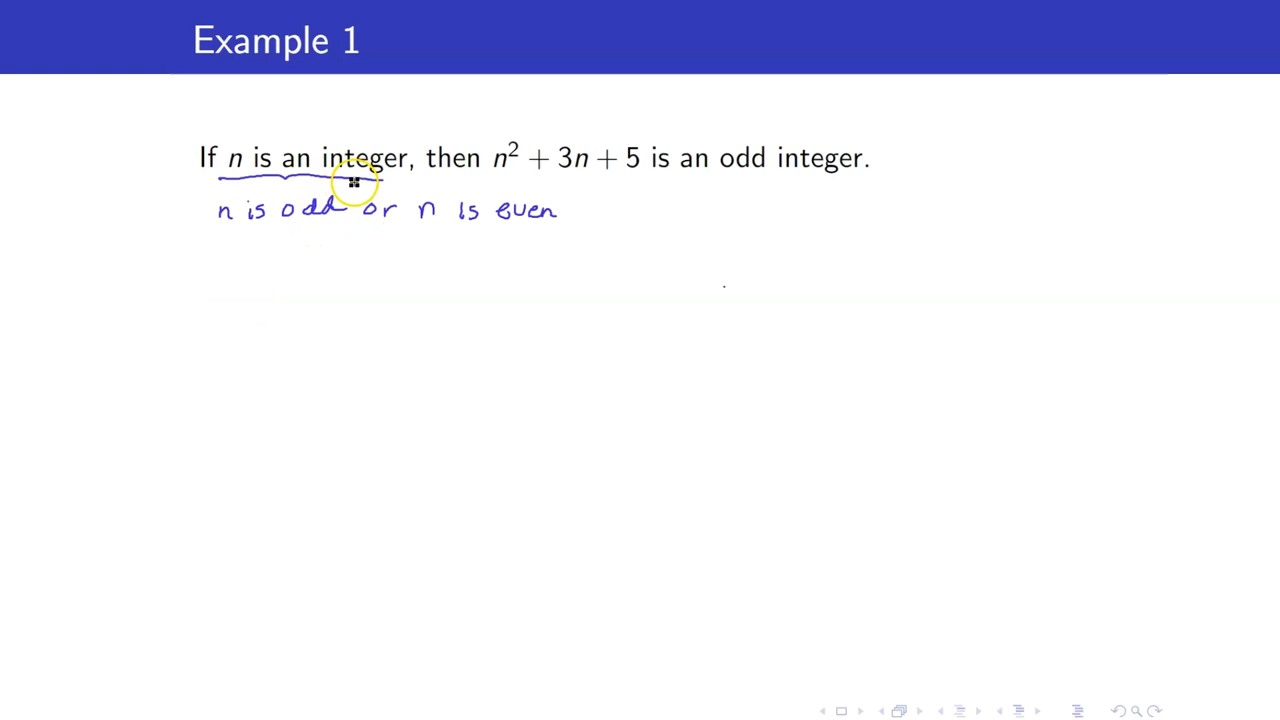 Example 1
If n is an integer, then n² + 3n + 5 is an odd integer.
n is odd or n is even